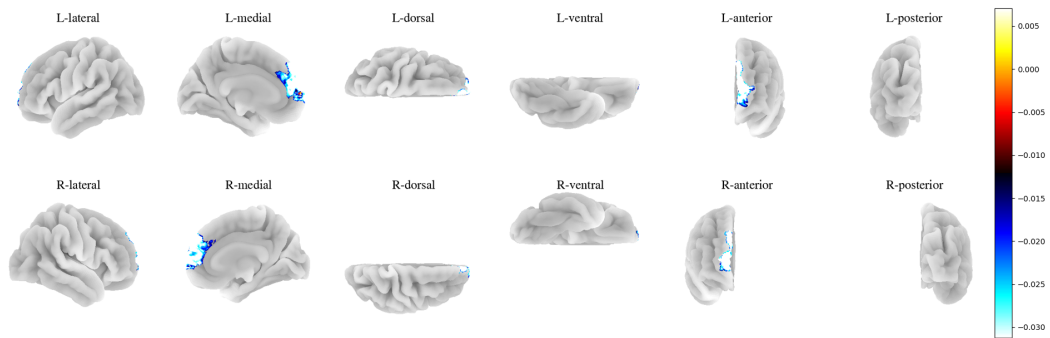 L-lateral
L-medial
L-dorsal
L-ventral
L-anterior
L-posterior
R-lateral
R-medial
R-dorsal
R-ventral
R-anterior
R-posterior
0.005
0.000
−0.005
−0.010
−0.015
−0.020
−0.025
−0.030